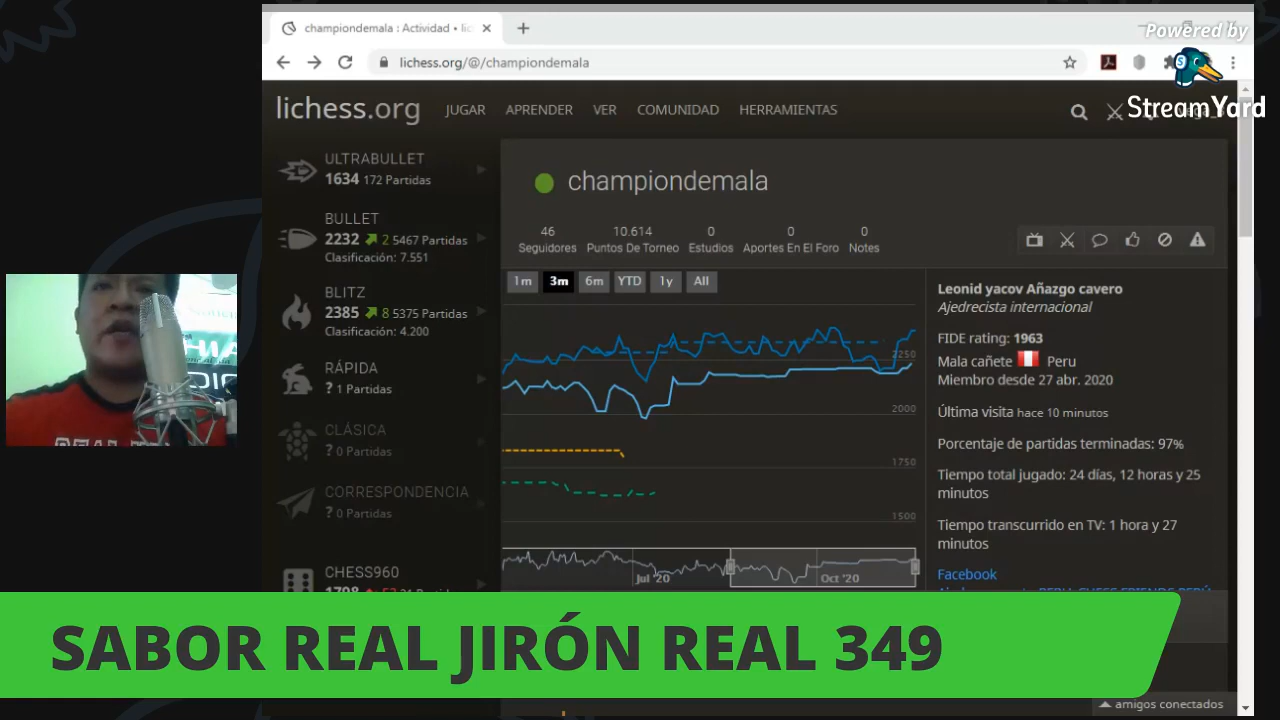 championdemala : Actividad • lic
Powered by
lichess.org/@/championdemala
StreamYard
lichess.org
JUGAR
APRENDER
VER
COMUNIDAD
HERRAMIENTAS
ULTRABULLET
1634 172 Partidas
BULLET
2232 2 5467 Partidas
Clasificación: 7.551
BLITZ
2385 8 5375 Partidas
Clasificación: 4.200
RÁPIDA
? 1 Partidas
CLÁSICA
? 0 Partidas
CORRESPONDENCIA
? 0 Partidas
CHESS960
championdemala
46
Seguidores
10.614
Puntos De Torneo
0
Estudios
0
Aportes En El Foro
0
Notes
1m
3m
6m
YTD
1y
All
2250
2000
1750
1500
Jul '20
Oct '20
Leonid yacov Añazgo cavero
Ajedrecista internacional
FIDE rating: 1963
Mala cañete Peru
Miembro desde 27 abr. 2020
Última visita hace 10 minutos
Porcentaje de partidas terminadas: 97%
Tiempo total jugado: 24 días, 12 horas y 25
minutos
Tiempo transcurrido en TV: 1 hora y 27
minutos
Facebook
SABOR REAL JIRÓN REAL 349
amigos conectados